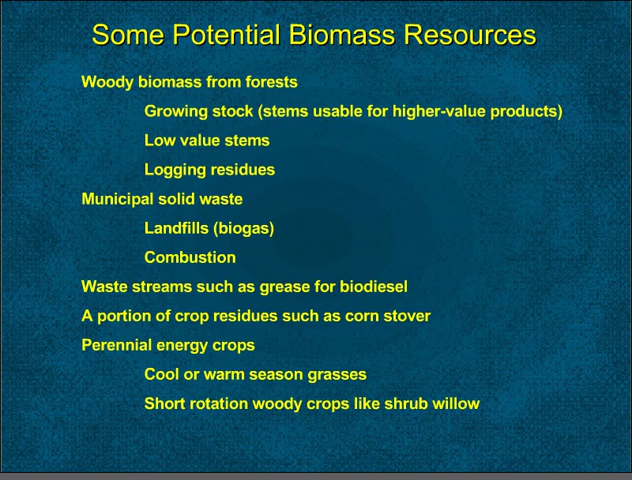 Some Potential Biomass Resources
Woody biomass from forests
Growing stock (stems usable for higher-value products)
Low value stems
Logging residues
Municipal solid waste
Landfills (biogas)
Combustion
Waste streams such as grease for biodiesel
A portion of crop residues such as corn stover
Perennial energy crops
Cool or warm season grasses
Short rotation woody crops like shrub willow